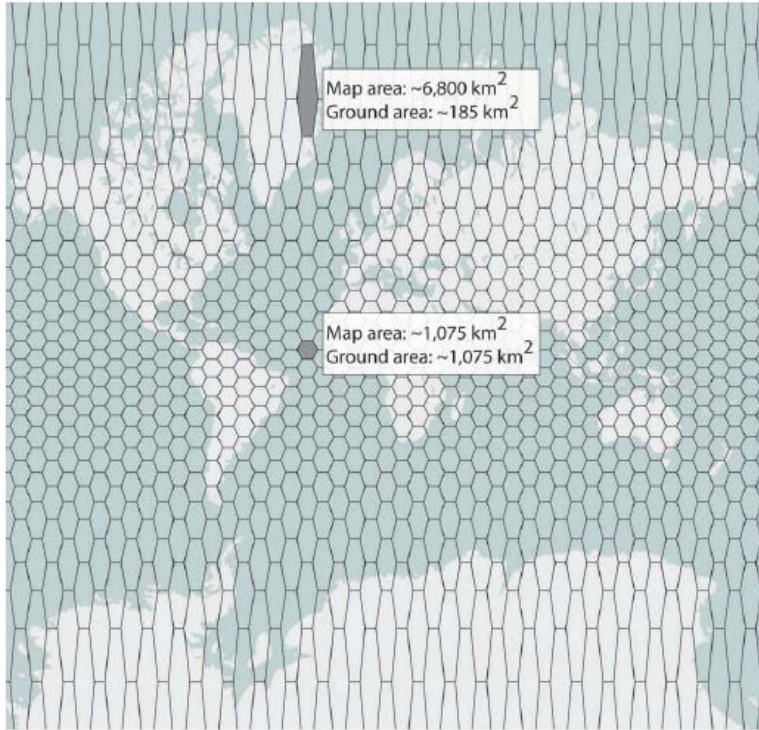 Map area: ~6,800 km²
Ground area: ~185 km²
Map area: ~1,075 km²
Ground area: ~1,075 km²